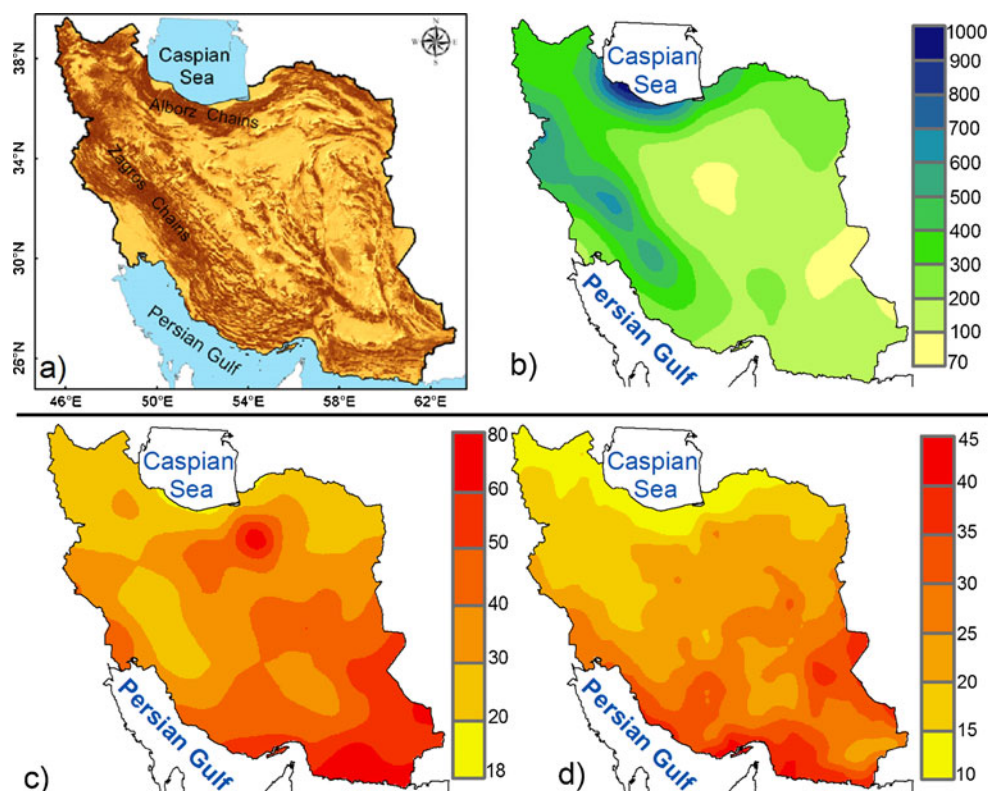 38°N
34°N
30°N
26°N
Caspian
Sea
N
W
E
S
Alborz Chains
Zagros Chains
Persian Gulf
a)
46°E
50°E
54°E
58°E
62°E
Caspian
Sea
Persian Gulf
b)
1000
900
800
700
600
500
400
300
200
100
70
Caspian
Sea
Persian Gulf
c)
80
60
50
40
30
20
18
Caspian
Sea
Persian Gulf
d)
45
40
35
30
25
20
15
10